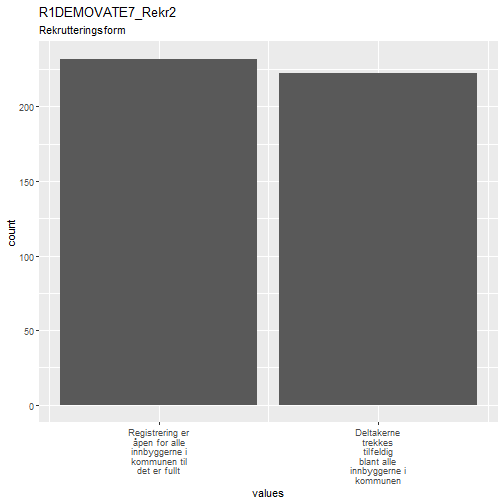 R1DEMOVATE7_Rekr2
Rekrutteringsform
count
200
150
100
50
0
Registrering er
åpen for alle
innbyggerne i
kommunen til
det er fullt
Deltakerne
trekkes
tilfeldig
blant alle
innbyggerne i
kommunen
values